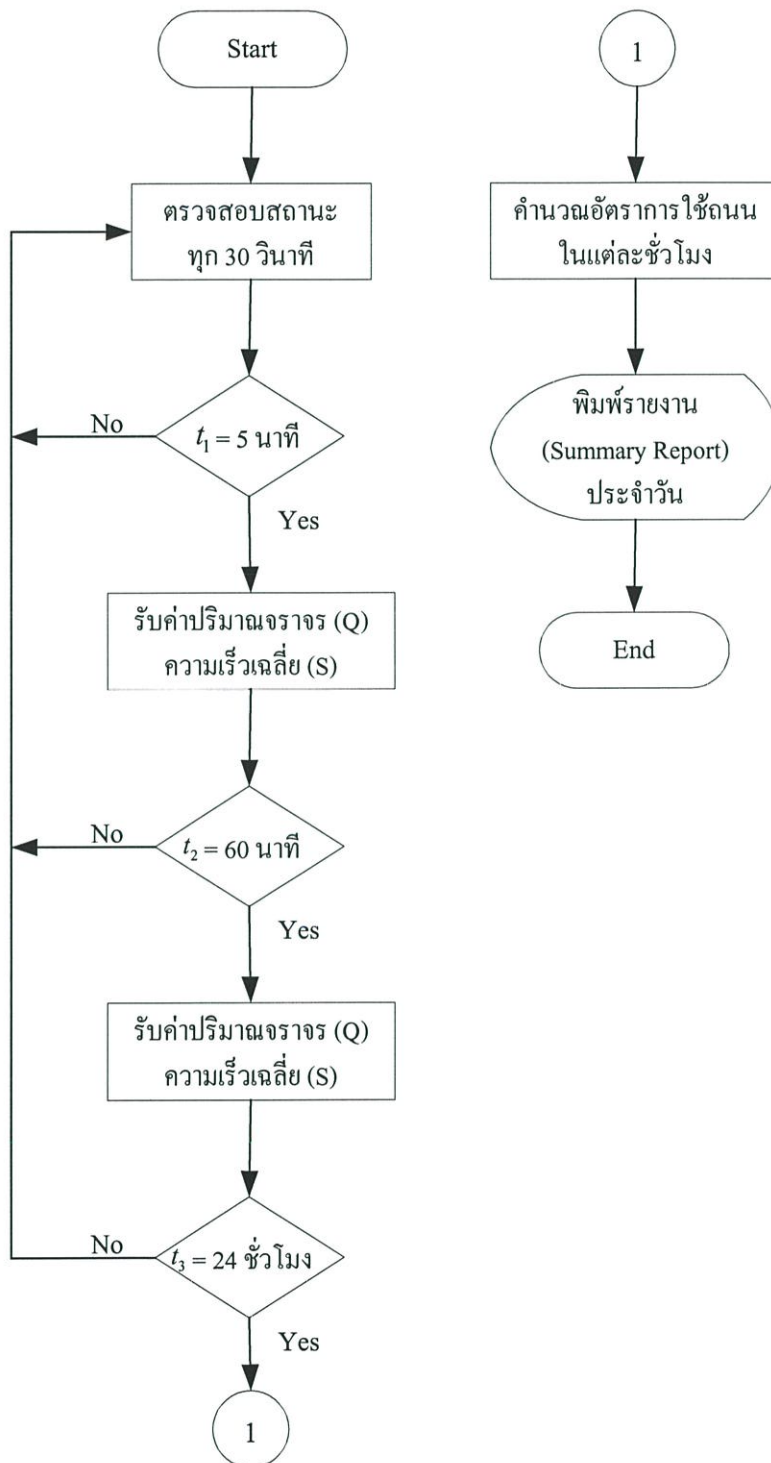 Start
ตรวจสอบสถานะ
ทุก 30 วินาที
No
t₁ = 5 นาที
Yes
รับค่าปริมาณจราจร (Q)
ความเร็วเฉลี่ย (S)
No
t₂ = 60 นาที
Yes
รับค่าปริมาณจราจร (Q)
ความเร็วเฉลี่ย (S)
No
t₃ = 24 ชั่วโมง
Yes
1
1
คำนวณอัตราการใช้ถนน
ในแต่ละชั่วโมง
พิมพ์รายงาน
(Summary Report)
ประจำวัน
End